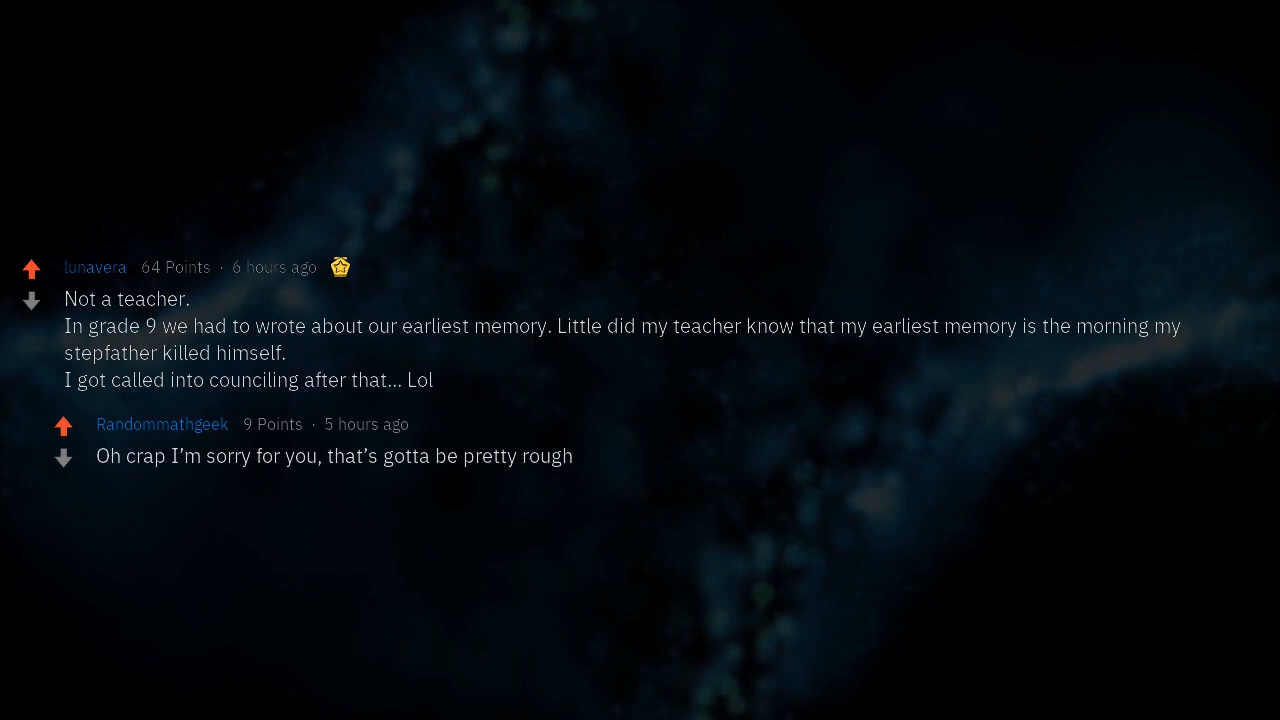 lunavera 64 Points · 6 hours ago
Not a teacher.
In grade 9 we had to wrote about our earliest memory. Little did my teacher know that my earliest memory is the morning my
stepfather killed himself.
I got called into counciling after that... Lol
Randommathgeek 9 Points · 5 hours ago
Oh crap I’m sorry for you, that’s gotta be pretty rough